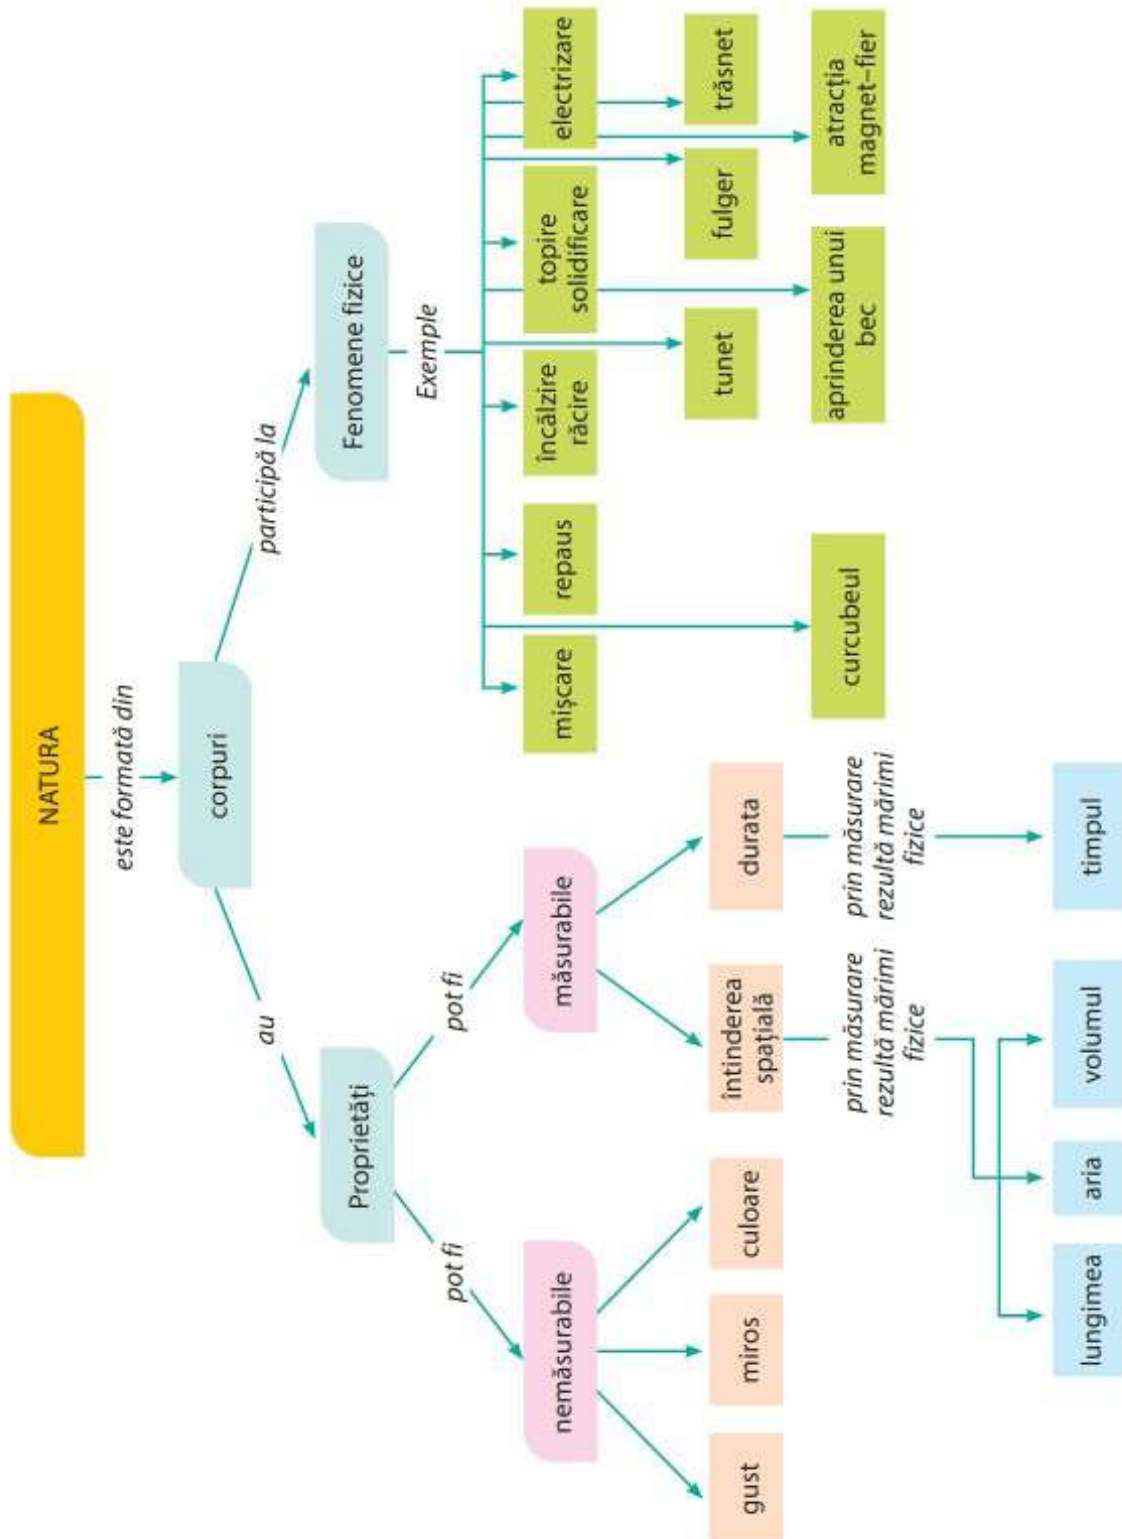 NATURA
este formată din
corpuri
au
participă la
Proprietăți
Fenomene fizice
pot fi
pot fi
Exemple
nemăsurabile
măsurabile
mișcare
repaus
încălzire
răcire
topire
solidificare
electrizare
gust
miros
culoare
întinderea
spațială
durata
tunet
fulger
trăsnet
prin măsurare
rezultă mărimi
fizice
prin măsurare
rezultă mărimi
fizice
curcubeul
aprinderea unui
bec
atracția
magnet–fier
lungimea
aria
volumul
timpul